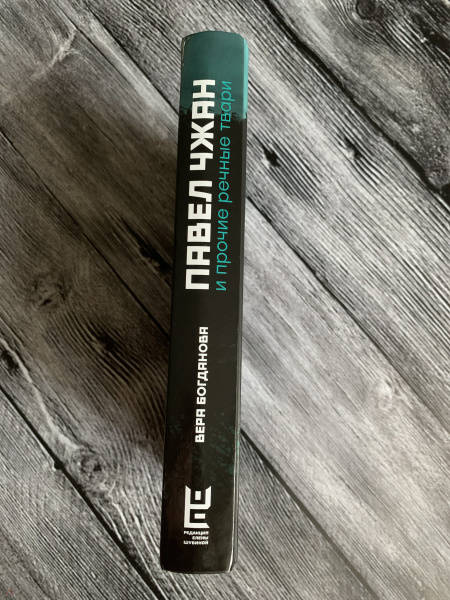 ПАВЕЛ ЧЖАН
и прочие речные твари
ВЕРА БОГДАНОВА
РЕДАКЦИЯ
ЕЛЕНЫ
ШУБИНОЙ